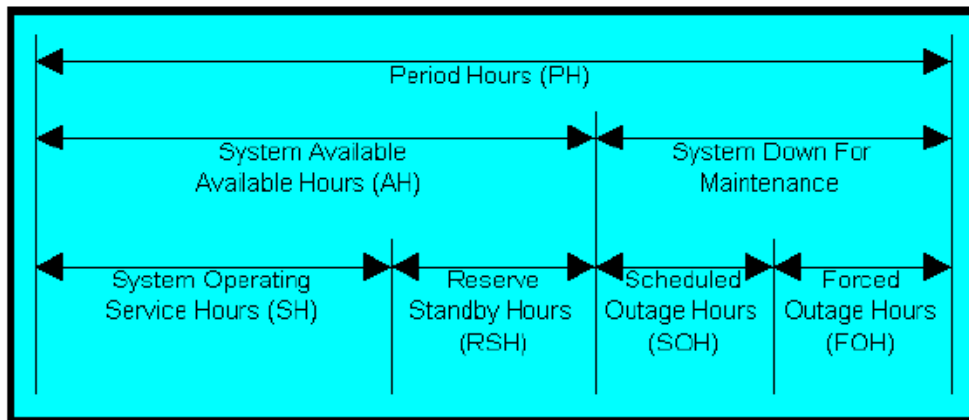 Period Hours (PH)
System Available
Available Hours (AH)
System Down For
Maintenance
System Operating
Service Hours (SH)
Reserve
Standby Hours
(RSH)
Scheduled
Outage Hours
(SOH)
Forced
Outage Hours
(FOH)